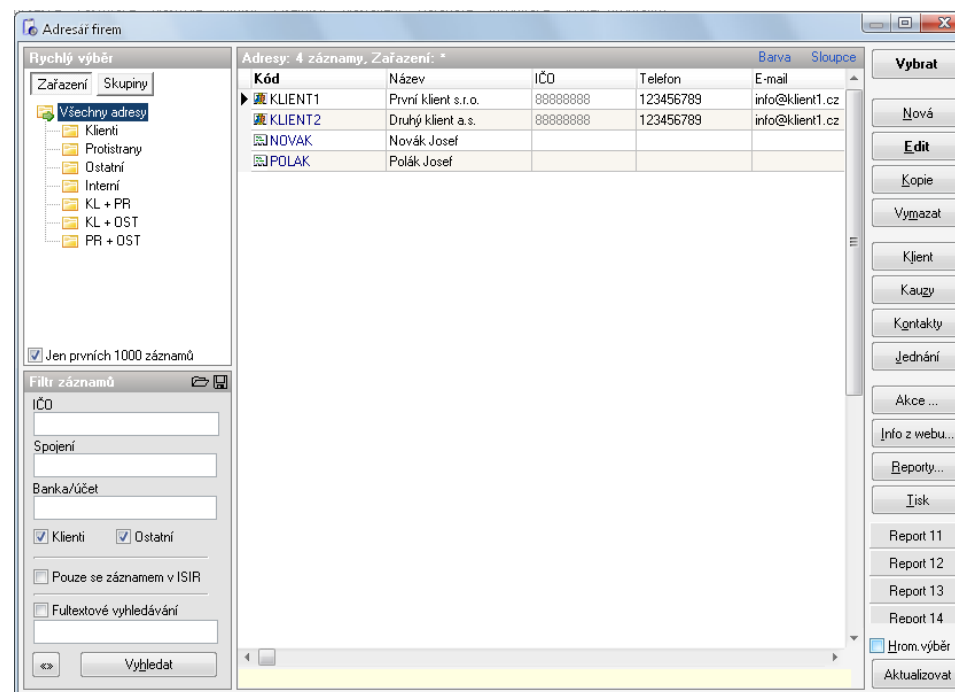 Adresář firem
Rychlý výběr
Zařazení Skupiny
Všechny adresy
Klienti
Protistrany
Ostatní
Interní
KL + PR
KL + OST
PR + OST
Jen prvních 1000 záznamů
Filtr záznamů
IČO
Spojení
Banka/účet
Klienti Ostatní
Pouze se záznamem v ISIR
Fultextové vyhledávání
Vyhledat
Adresy: 4 záznamy, Zařazení: * Barva Sloupce
Kód Název IČO Telefon E-mail
KLIENT1 První klient s.r.o. 88888888 123456789 info@klient1.cz
KLIENT2 Druhý klient a.s. 88888888 123456789 info@klient1.cz
NOVAK Novák Josef
POLAK Polák Josef
Vybrat
Nová
Edit
Kopie
Vymazat
Klient
Kauzy
Kontakty
Jednání
Akce ...
Info z webu...
Reporty...
Tisk
Report 11
Report 12
Report 13
Report 14
Hrom. výběr
Aktualizovat